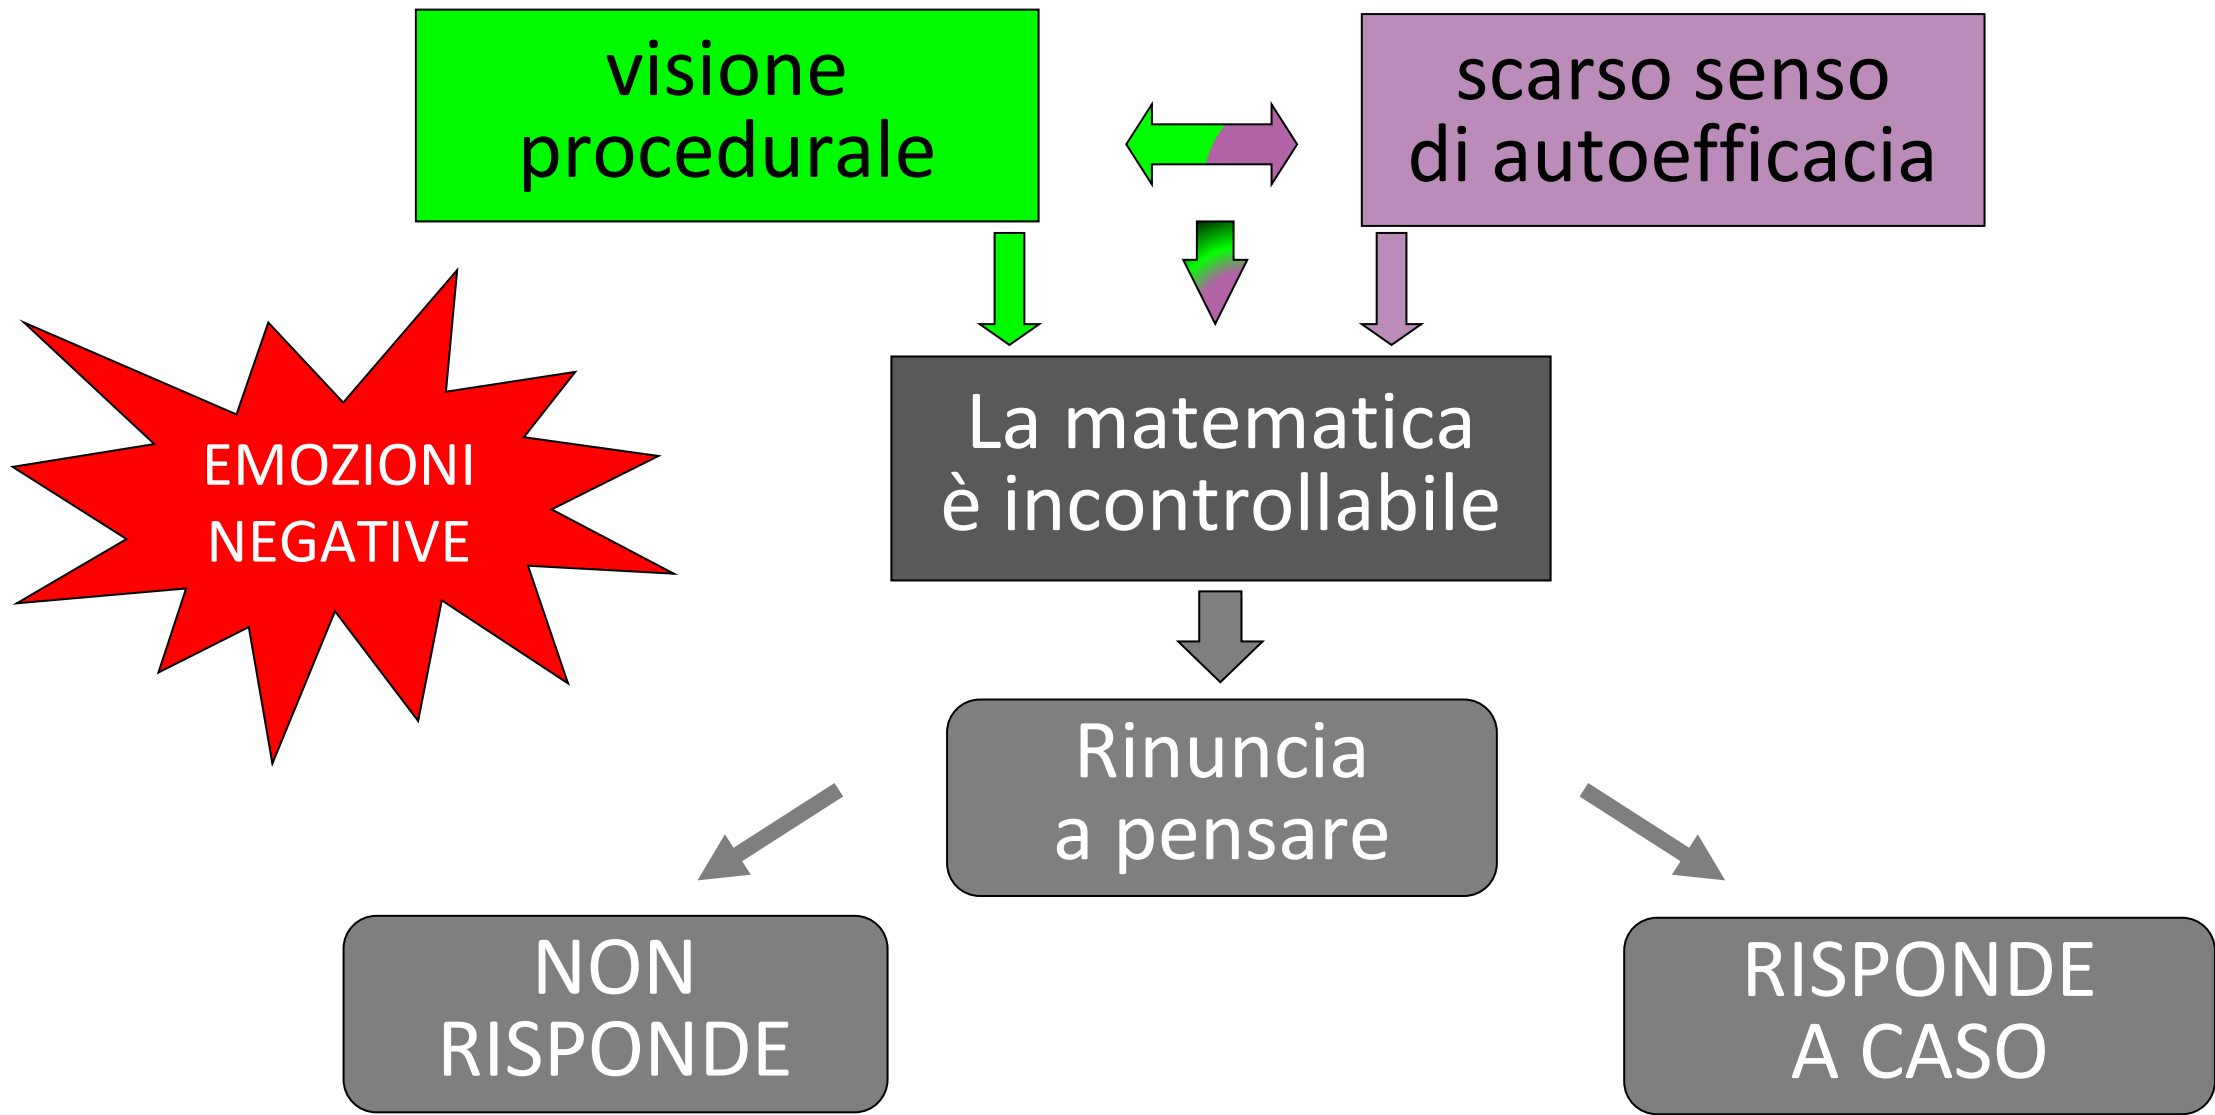 visione
procedurale
scarso senso
di autoefficacia
EMOZIONI
NEGATIVE
La matematica
è incontrollabile
Rinuncia
a pensare
NON
RISPONDE
RISPONDE
A CASO